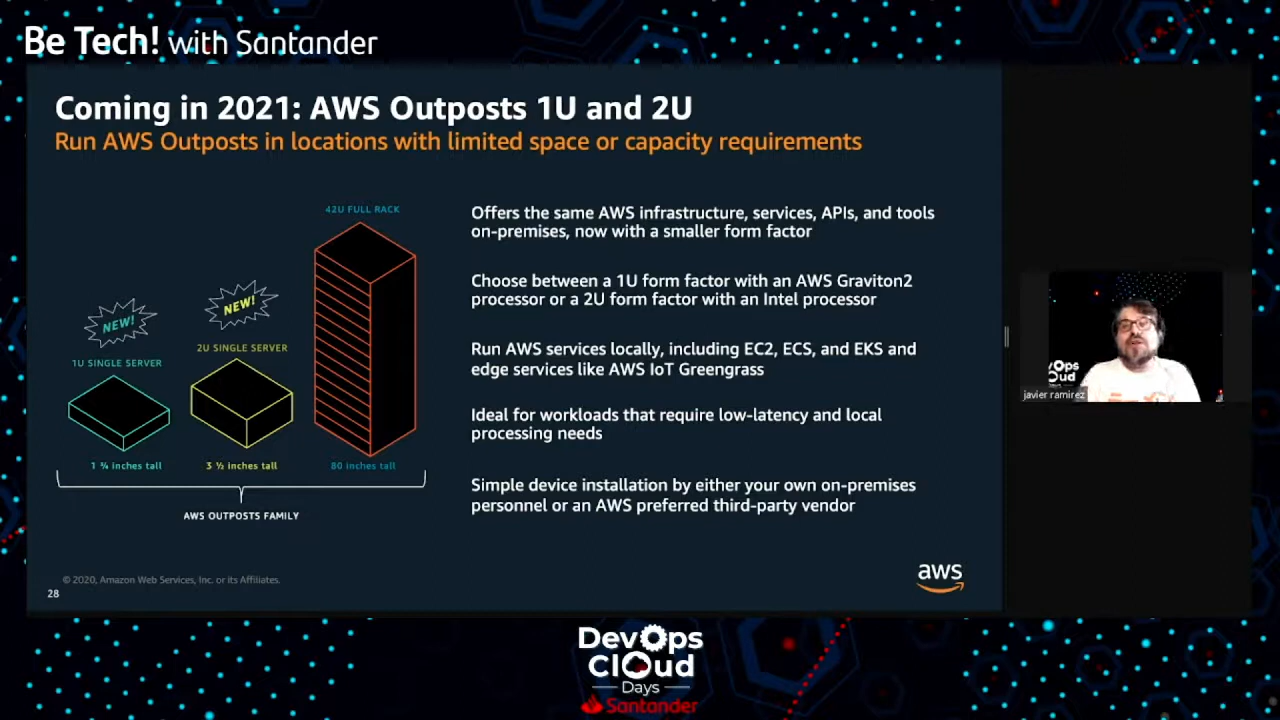 Be Tech! with Santander
Coming in 2021: AWS Outposts 1U and 2U
Run AWS Outposts in locations with limited space or capacity requirements
42U FULL RACK
NEW!
NEW!
2U SINGLE SERVER
1U SINGLE SERVER
1 ¾ inches tall
3 ½ inches tall
80 inches tall
AWS OUTPOSTS FAMILY
Offers the same AWS infrastructure, services, APIs, and tools
on-premises, now with a smaller form factor
Choose between a 1U form factor with an AWS Graviton2
processor or a 2U form factor with an Intel processor
Run AWS services locally, including EC2, ECS, and EKS and
edge services like AWS IoT Greengrass
Ideal for workloads that require low-latency and local
processing needs
Simple device installation by either your own on-premises
personnel or an AWS preferred third-party vendor
© 2020, Amazon Web Services, Inc. or its Affiliates.
28
aws
javier ramirez
DevOps
Cloud
Days
Santander